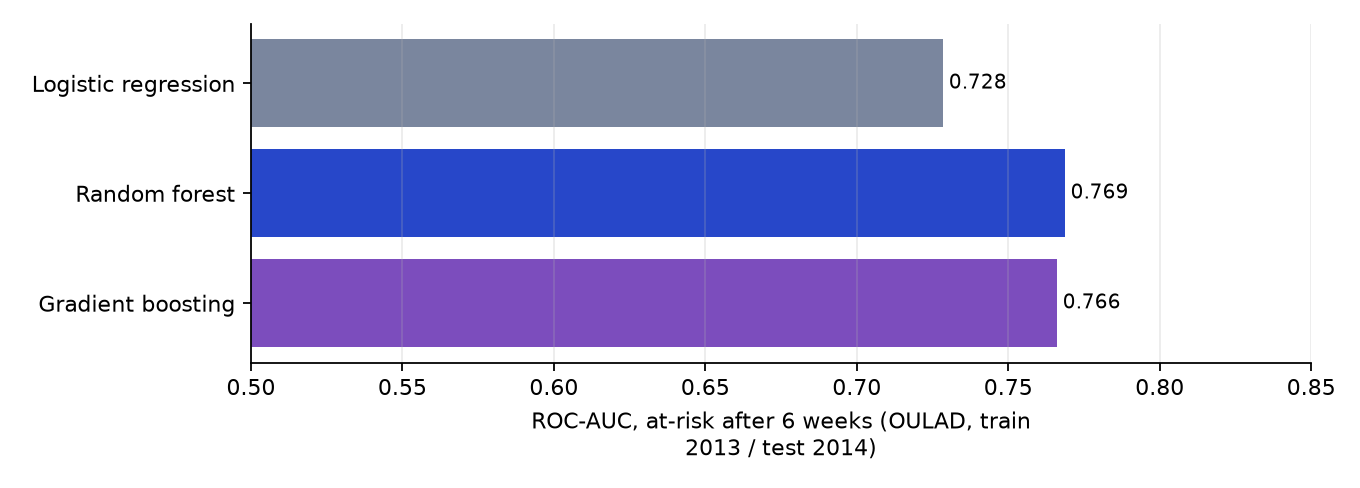 Logistic regression
0.728
Random forest
0.769
Gradient boosting
0.766
0.50 0.55 0.60 0.65 0.70 0.75 0.80 0.85
ROC-AUC, at-risk after 6 weeks (OULAD, train
2013 / test 2014)